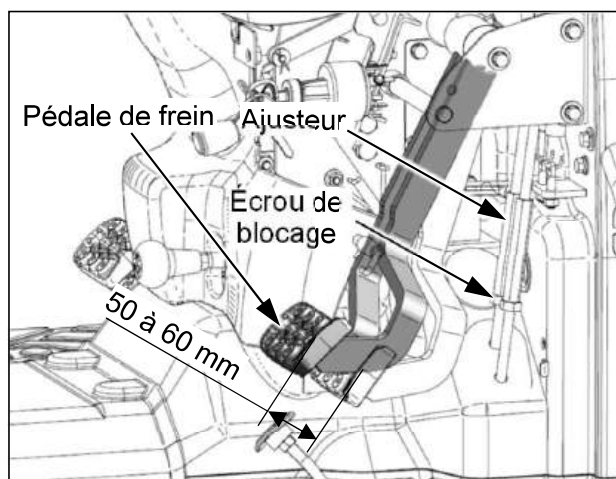 Pédale de frein
Ajusteur
Écrou de
blocage
50 à 60 mm